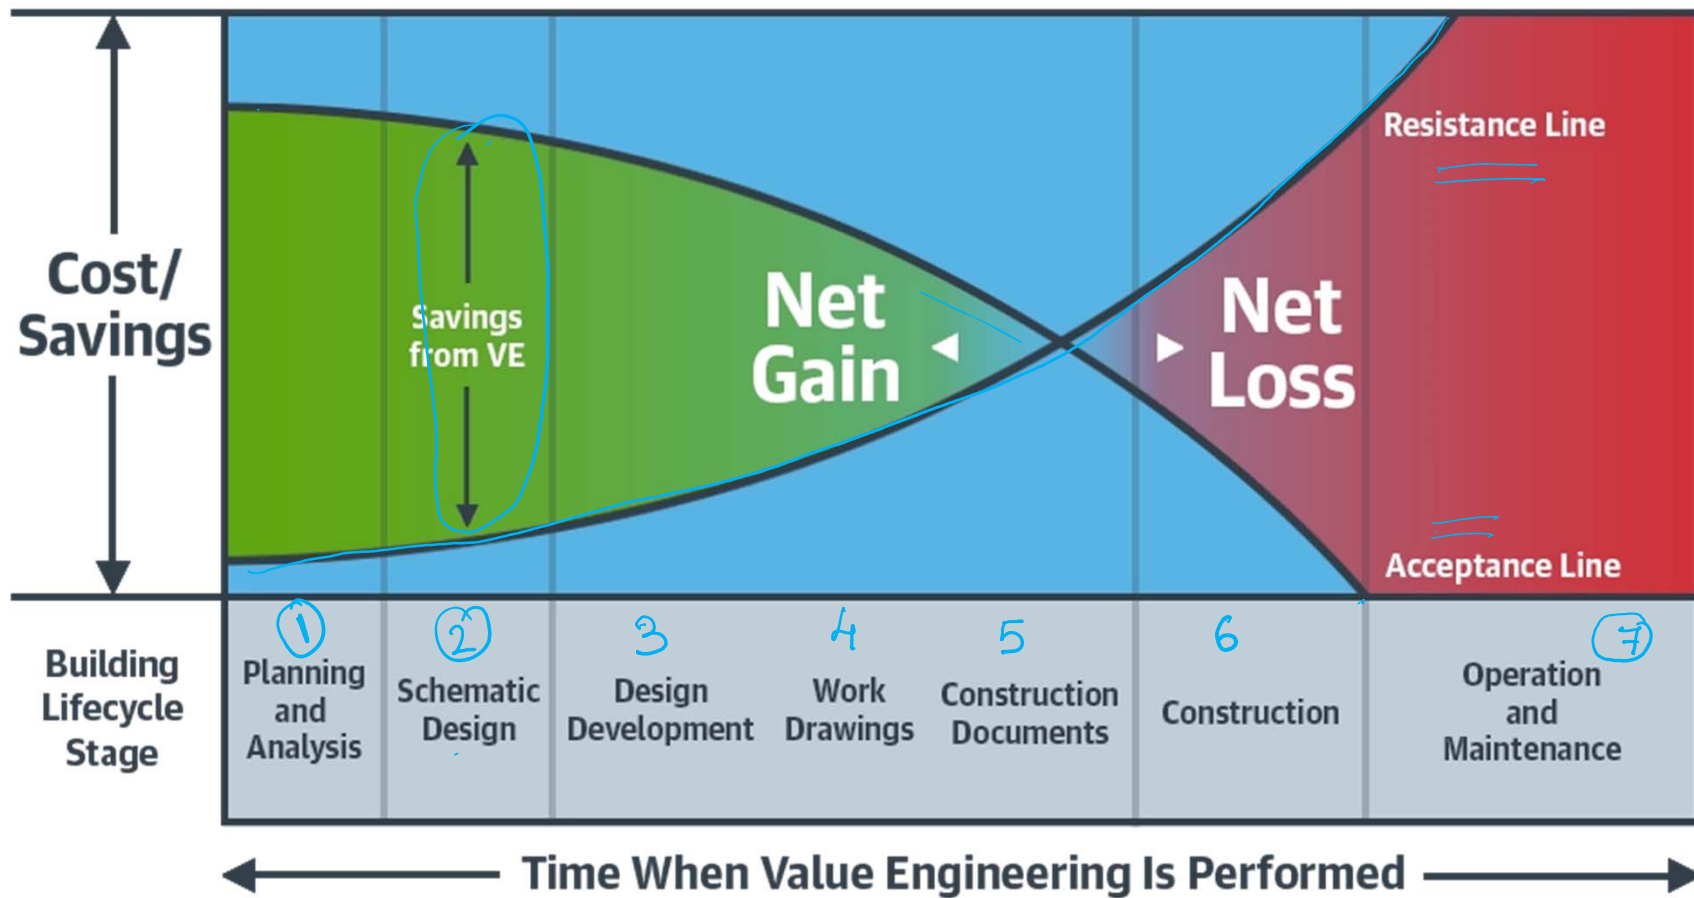 Cost/
Savings
Savings
from VE
Net
Gain
Net
Loss
Resistance Line
Acceptance Line
Building
Lifecycle
Stage
1
Planning
and
Analysis
2
Schematic
Design
3
Design
Development
4
Work
Drawings
5
Construction
Documents
6
Construction
7
Operation
and
Maintenance
Time When Value Engineering Is Performed